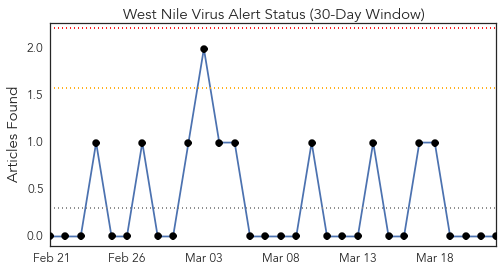 West Nile Virus Alert Status (30-Day Window)
Articles Found
2.0
1.5
1.0
0.5
0.0
Feb 21 Feb 26 Mar 03 Mar 08 Mar 13 Mar 18